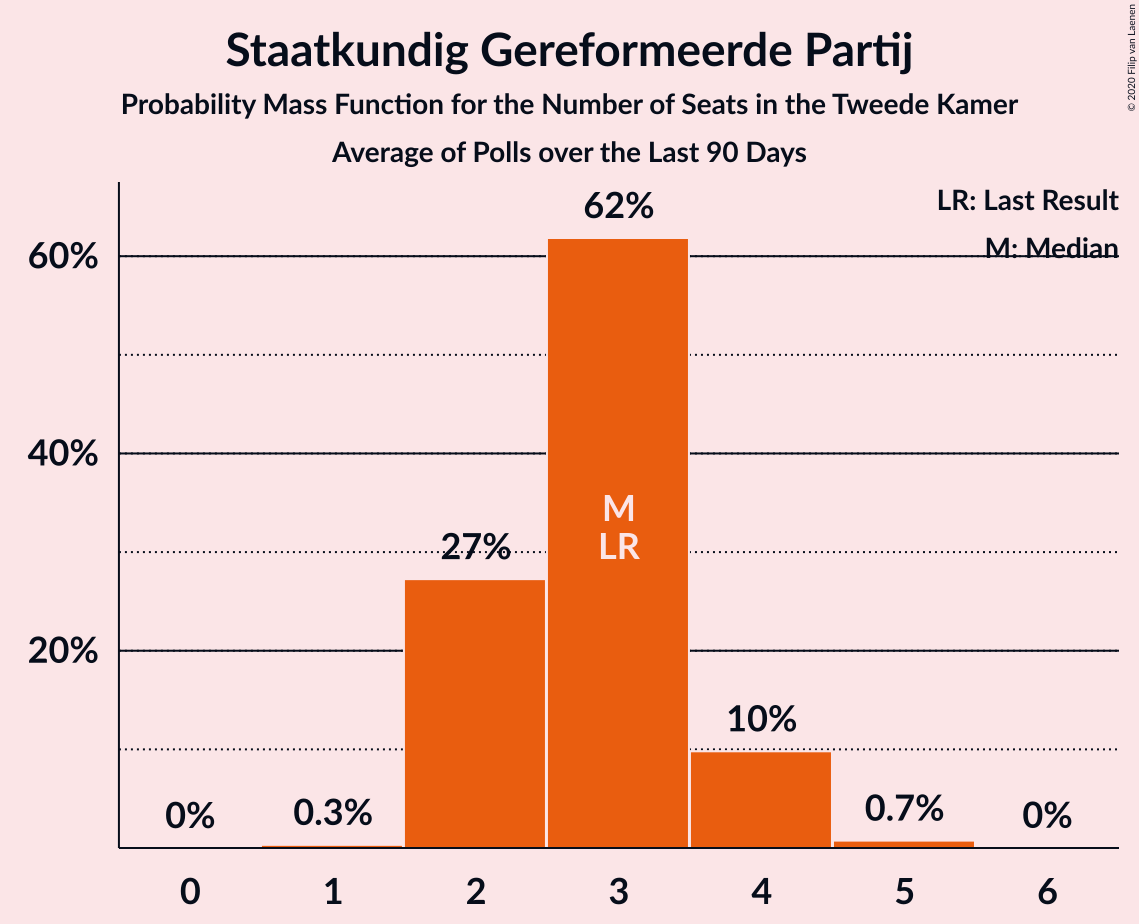 Staatkundig Gereformeerde Partij
Probability Mass Function for the Number of Seats in the Tweede Kamer
Average of Polls over the Last 90 Days
© 2020 Filip van Laenen
LR: Last Result
M: Median
62%
60%
40%
M
27%
LR
20%
10%
0%
0.3%
0.7%
0%
0 1 2 3 4 5 6